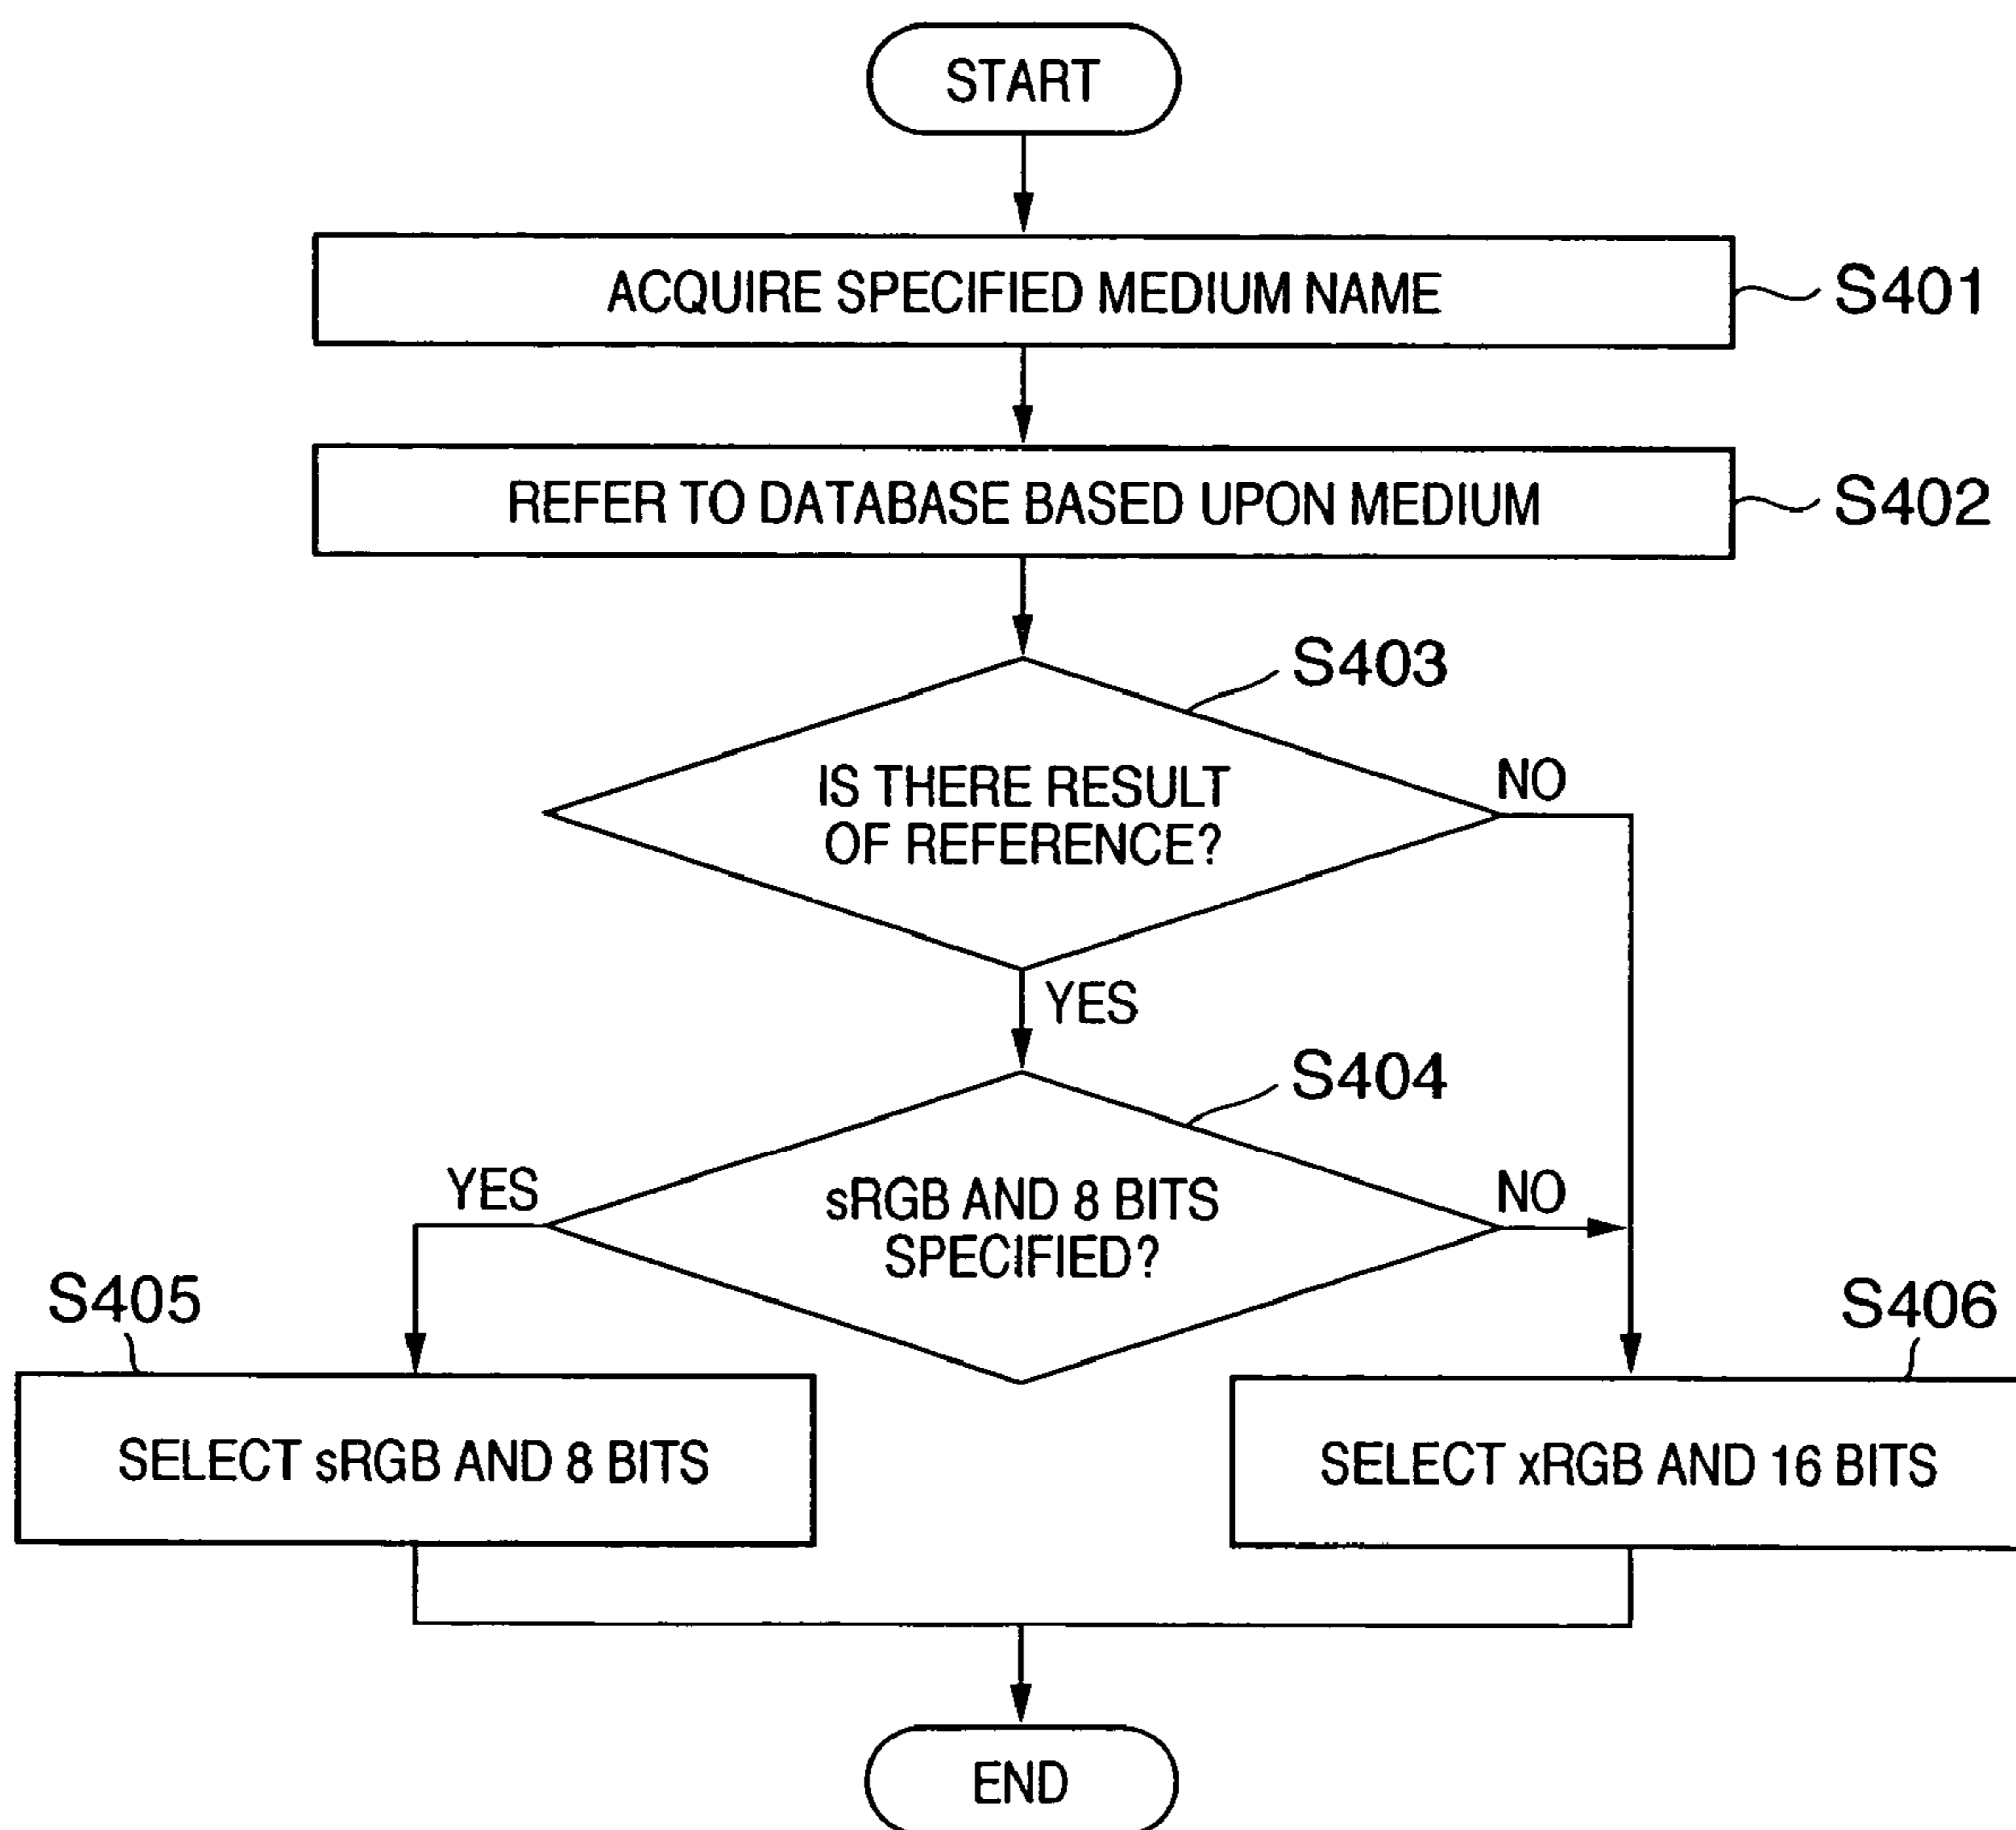 START
ACQUIRE SPECIFIED MEDIUM NAME
S401
REFER TO DATABASE BASED UPON MEDIUM
S402
S403
IS THERE RESULT
OF REFERENCE?
NO
YES
S404
sRGB AND 8 BITS
SPECIFIED?
YES
NO
S405
SELECT sRGB AND 8 BITS
S406
SELECT xRGB AND 16 BITS
END